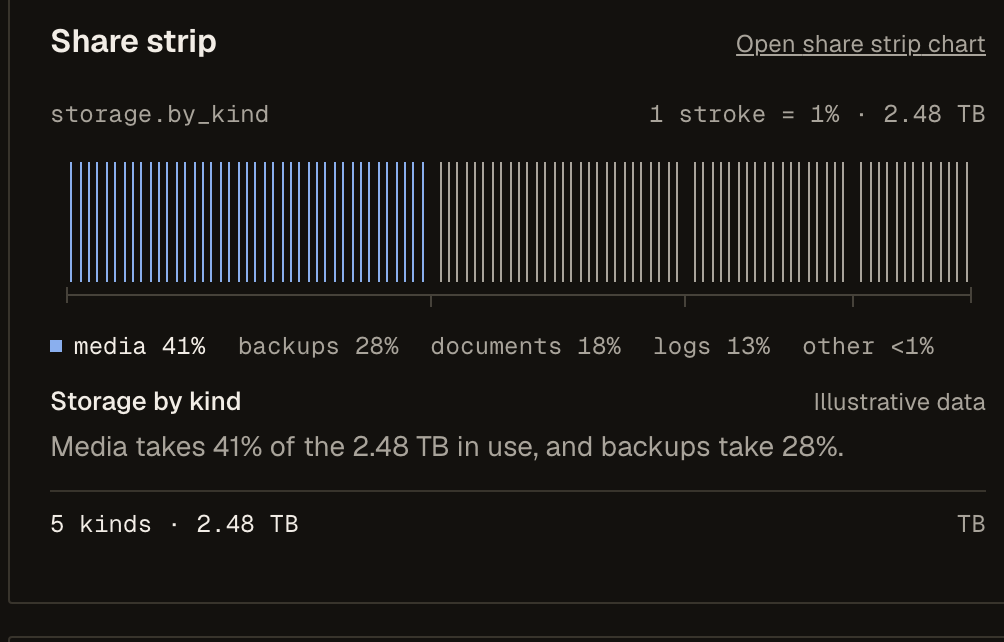 Share strip
Open share strip chart
storage.by_kind
1 stroke = 1% · 2.48 TB
media 41% backups 28% documents 18% logs 13% other <1%
Storage by kind
Illustrative data
Media takes 41% of the 2.48 TB in use, and backups take 28%.
5 kinds · 2.48 TB
TB